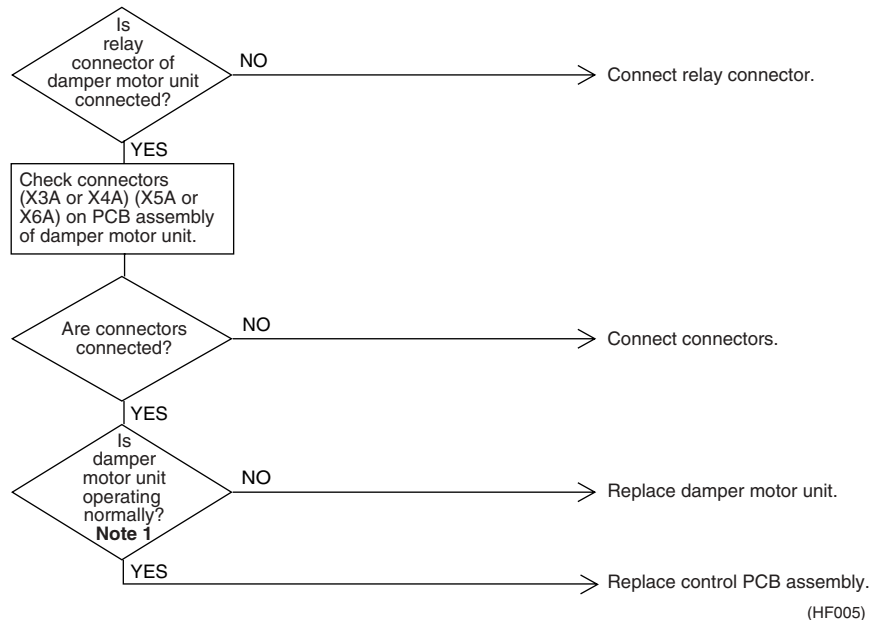 Is
relay
connector of
damper motor unit
connected?
NO
Connect relay connector.
YES
Check connectors
(X3A or X4A) (X5A or
X6A) on PCB assembly
of damper motor unit.
Are connectors
connected?
NO
Connect connectors.
YES
Is
damper
motor unit
operating
normally?
Note 1
NO
Replace damper motor unit.
YES
Replace control PCB assembly.
(HF005)